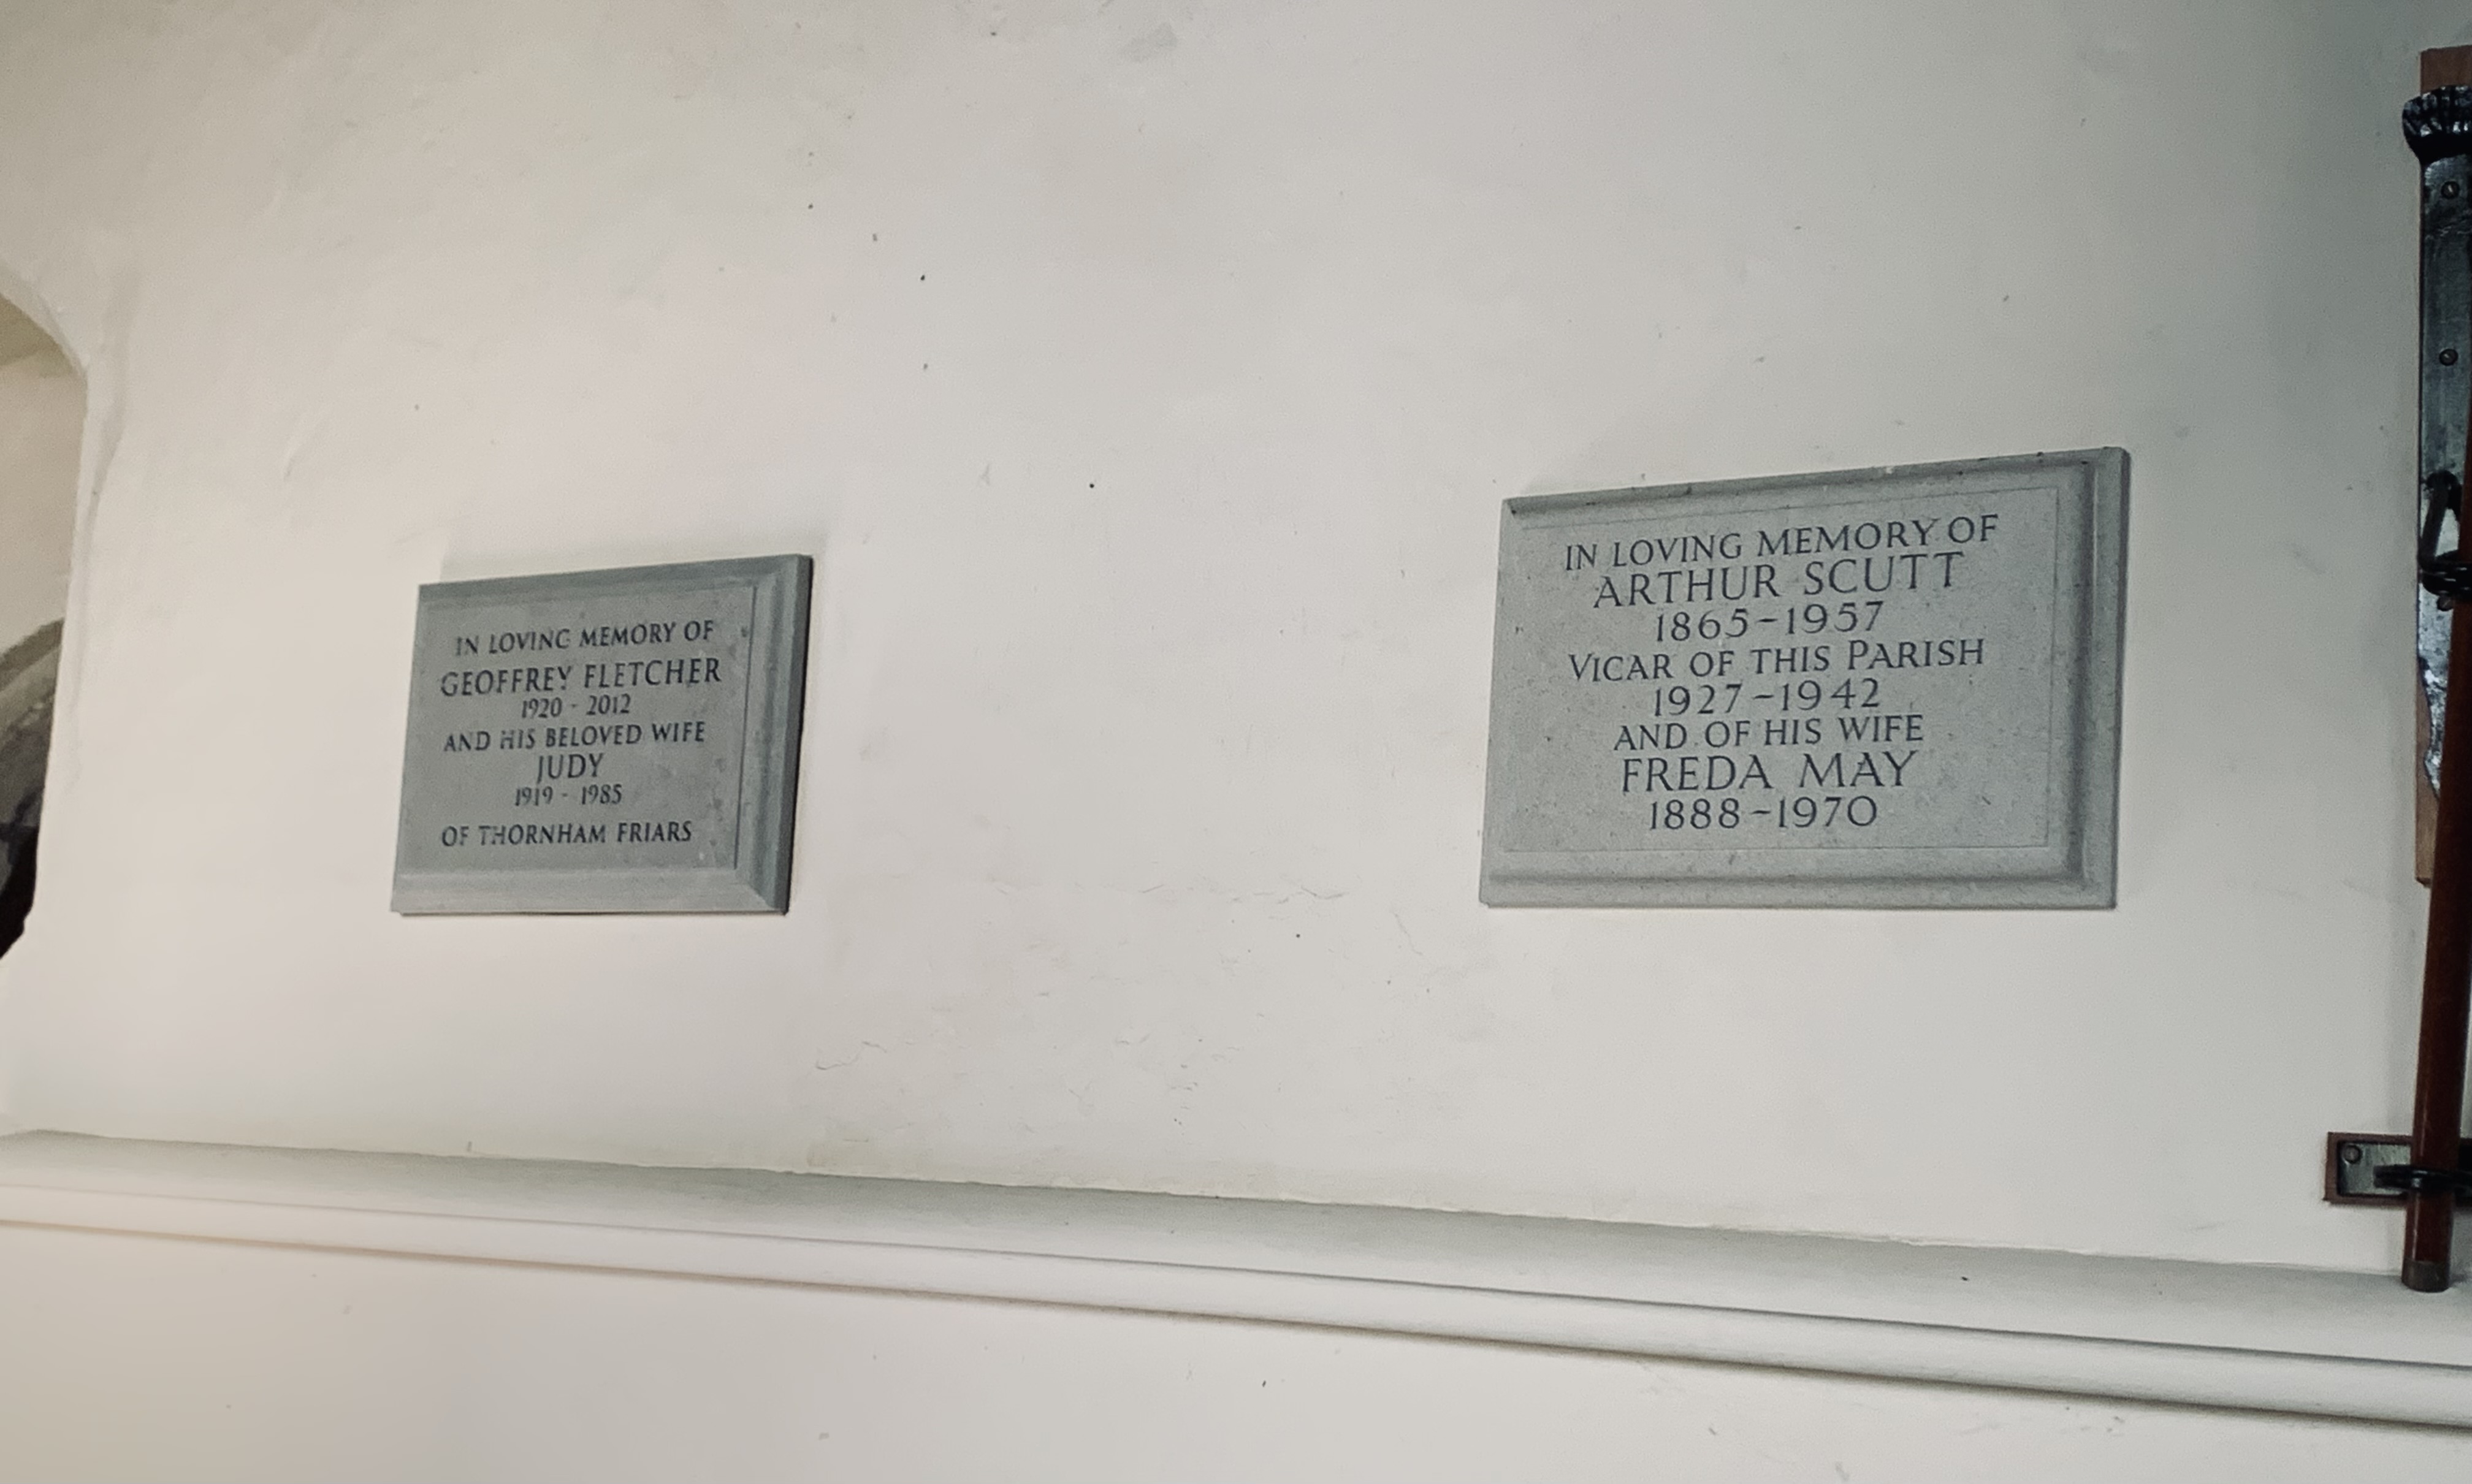 IN LOVING MEMORY OF
GEOFFREY FLETCHER
1920 - 2012
AND HIS BELOVED WIFE
JUDY
1919 - 1985
OF THORNHAM FRIARS
IN LOVING MEMORY OF
ARTHUR SCUTT
1865-1957
VICAR OF THIS PARISH
1927-1942
AND OF HIS WIFE
FREDA MAY
1888-1970